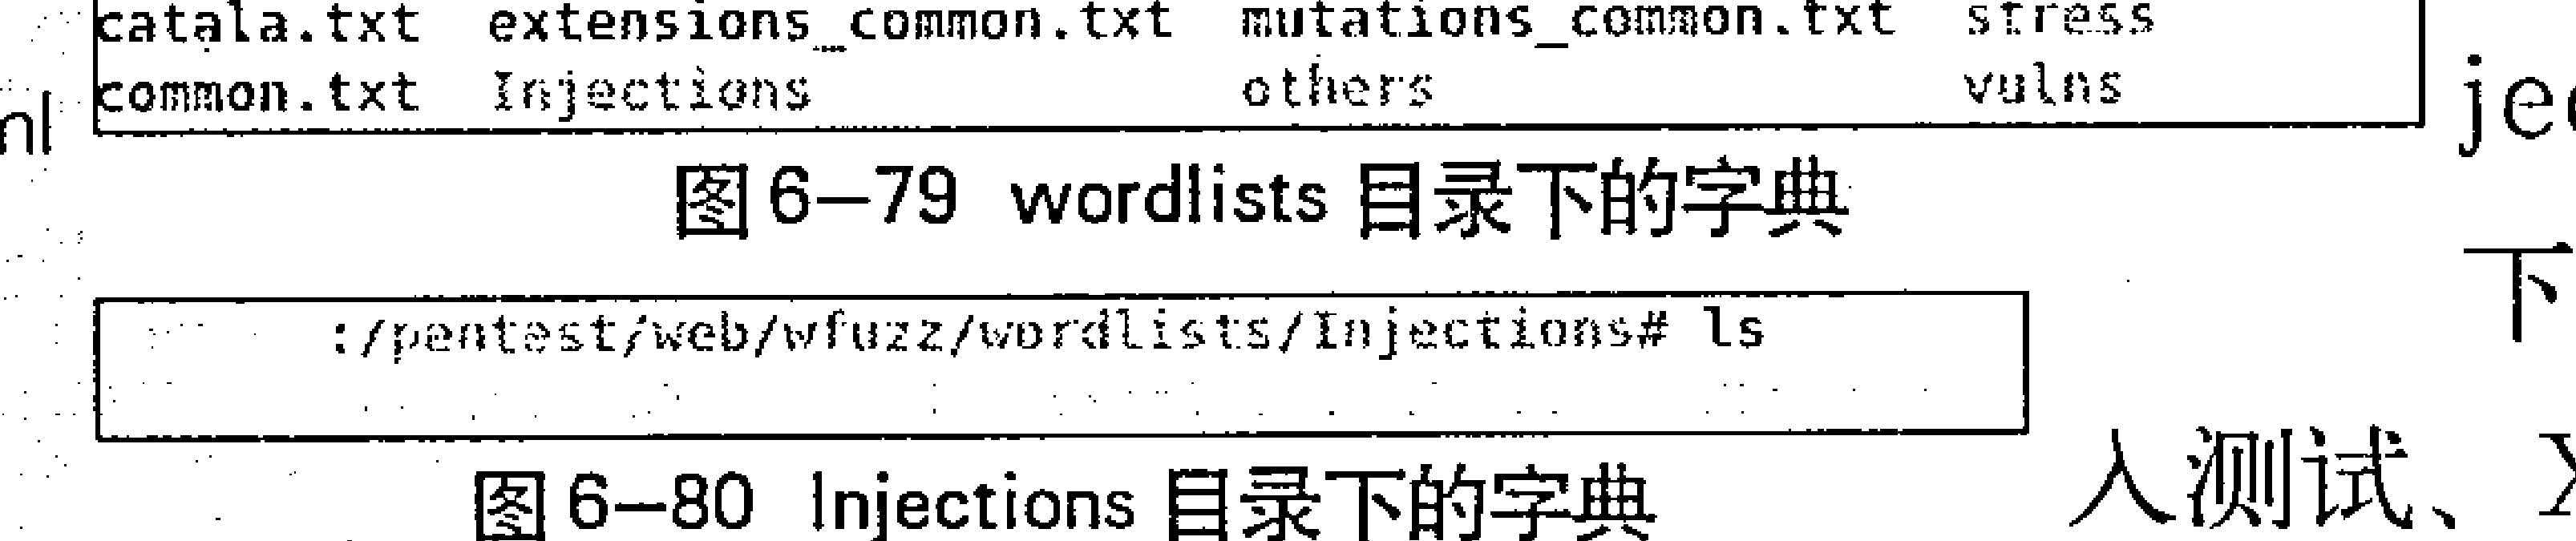 catala.txt extensions_common.txt mutations_common.txt stress
common.txt Injections others vulns
图 6-79 wordlists 目录下的字典
:/pentest/web/wfuzz/wordlists/Injections# ls
图 6-80 Injections 目录下的字典
nl
je
下
入测试、X